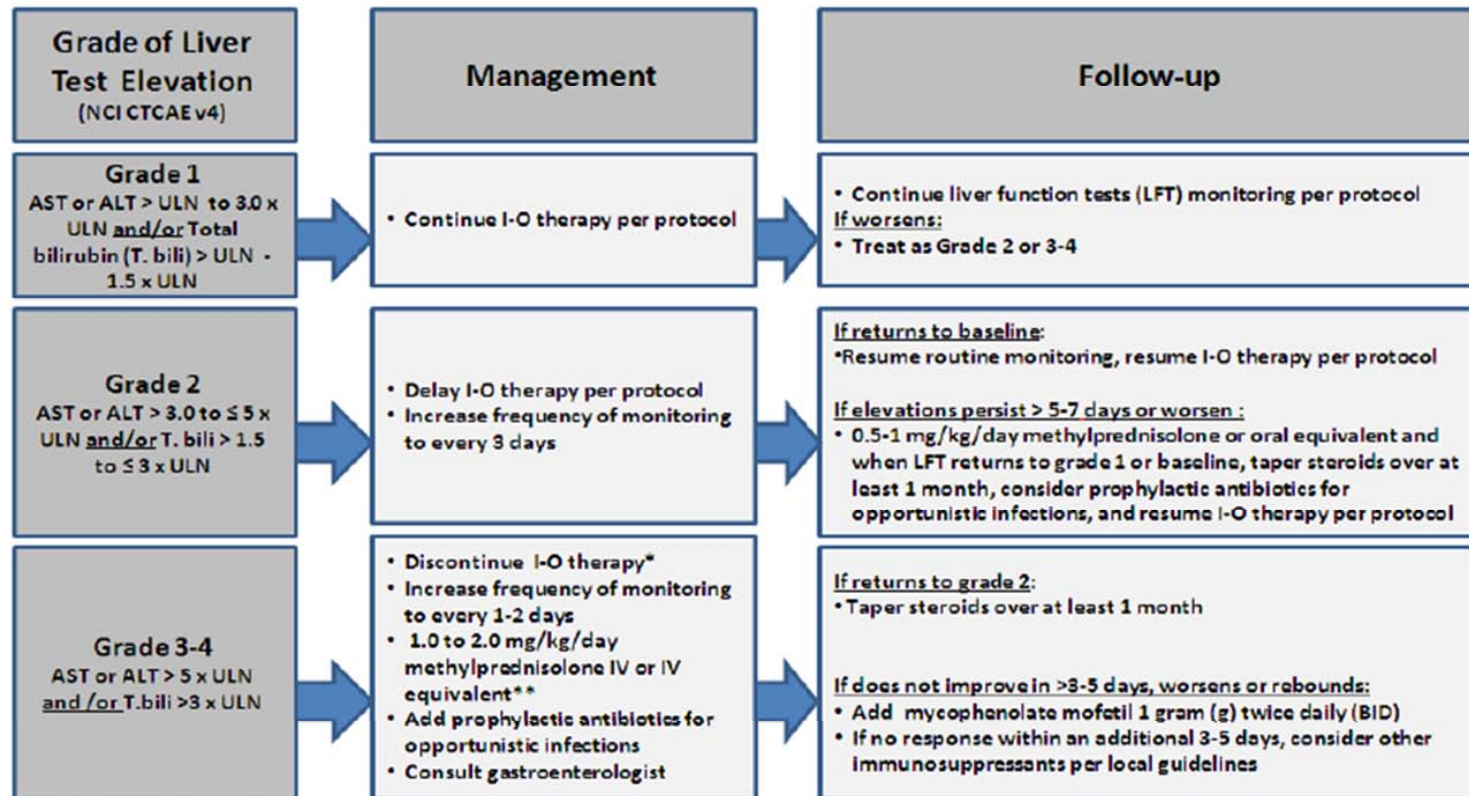 Grade of Liver
Test Elevation
(NCI CTCAE v4)
Management
Follow-up
Grade 1
AST or ALT > ULN to 3.0 x
ULN and/or Total
bilirubin (T. bili) > ULN -
1.5 x ULN
• Continue I-O therapy per protocol
• Continue liver function tests (LFT) monitoring per protocol
If worsens:
• Treat as Grade 2 or 3-4
Grade 2
AST or ALT > 3.0 to ≤ 5 x
ULN and/or T. bili > 1.5
to ≤ 3 x ULN
• Delay I-O therapy per protocol
• Increase frequency of monitoring
to every 3 days
If returns to baseline:
•Resume routine monitoring, resume I-O therapy per protocol
If elevations persist > 5-7 days or worsen :
• 0.5-1 mg/kg/day methylprednisolone or oral equivalent and
when LFT returns to grade 1 or baseline, taper steroids over at
least 1 month, consider prophylactic antibiotics for
opportunistic infections, and resume I-O therapy per protocol
Grade 3-4
AST or ALT > 5 x ULN
and /or T.bili >3 x ULN
• Discontinue I-O therapy*
• Increase frequency of monitoring
to every 1-2 days
• 1.0 to 2.0 mg/kg/day
methylprednisolone IV or IV
equivalent**
• Add prophylactic antibiotics for
opportunistic infections
• Consult gastroenterologist
If returns to grade 2:
• Taper steroids over at least 1 month
If does not improve in >3-5 days, worsens or rebounds:
• Add mycophenolate mofetil 1 gram (g) twice daily (BID)
• If no response within an additional 3-5 days, consider other
immunosuppressants per local guidelines